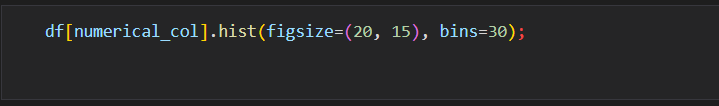 df[numerical_col].hist(figsize=(20, 15), bins=30);